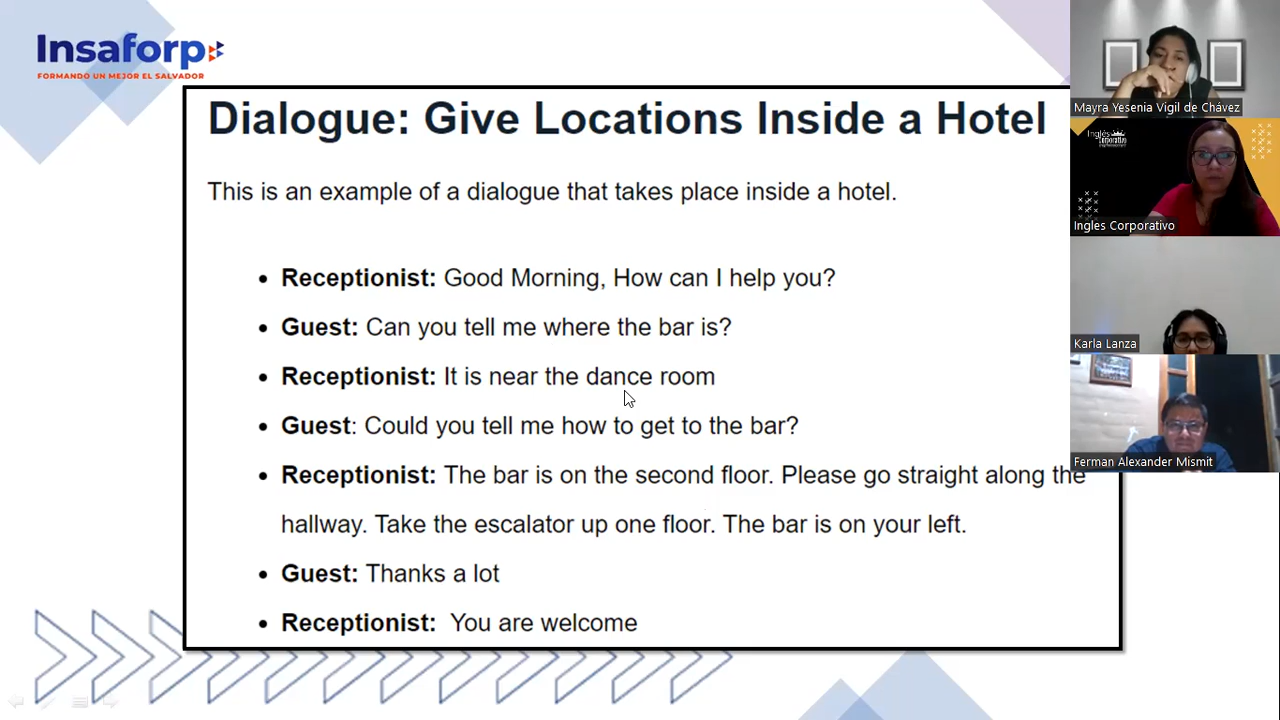 Insaforp
FORMANDO UN MEJOR EL SALVADOR
Dialogue: Give Locations Inside a Hotel
This is an example of a dialogue that takes place inside a hotel.
• Receptionist: Good Morning, How can I help you?
• Guest: Can you tell me where the bar is?
• Receptionist: It is near the dance room
• Guest: Could you tell me how to get to the bar?
• Receptionist: The bar is on the second floor. Please go straight along the
hallway. Take the escalator up one floor. The bar is on your left.
• Guest: Thanks a lot
• Receptionist: You are welcome
Mayra Yesenia Vigil de Chávez
Inglés
Corporativo
Ingles Corporativo
Karla Lanza
Ferman Alexander Mismit